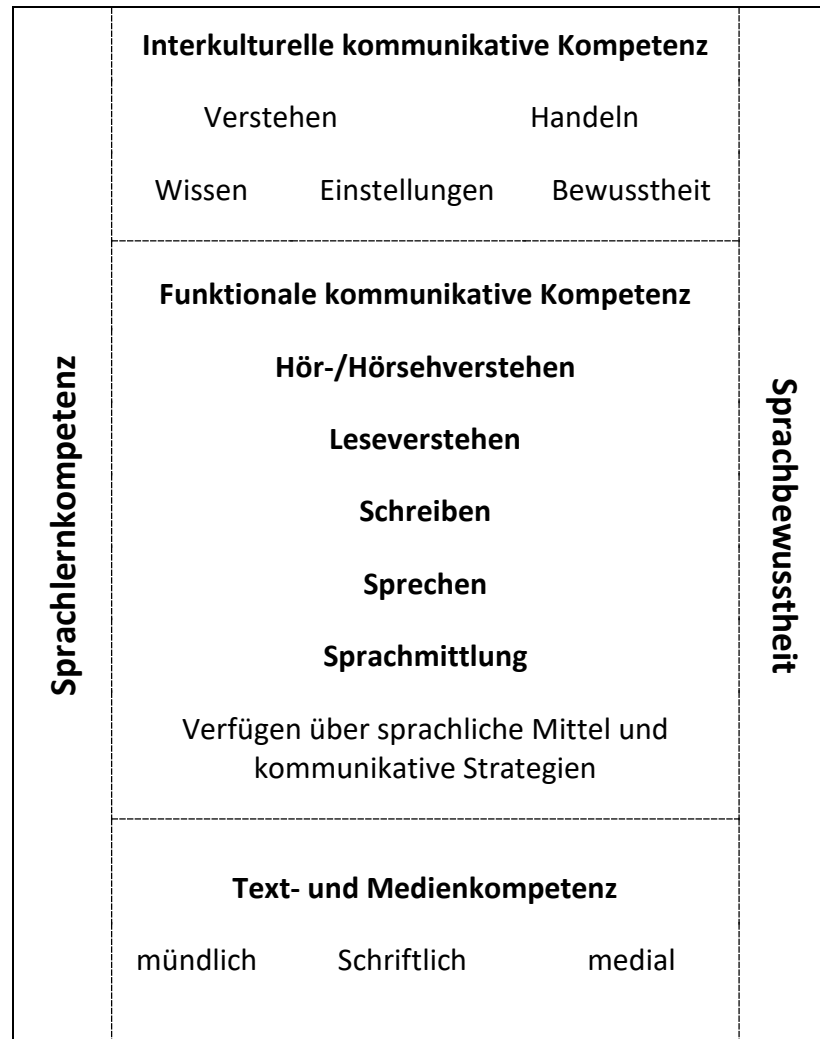 Sprachlernkompetenz
Interkulturelle kommunikative Kompetenz
Verstehen Handeln
Wissen Einstellungen Bewusstheit
Funktionale kommunikative Kompetenz
Hör-/Hörsehverstehen
Leseverstehen
Schreiben
Sprechen
Sprachmittlung
Verfügen über sprachliche Mittel und
kommunikative Strategien
Text- und Medienkompetenz
mündlich Schriftlich medial
Sprachbewusstheit